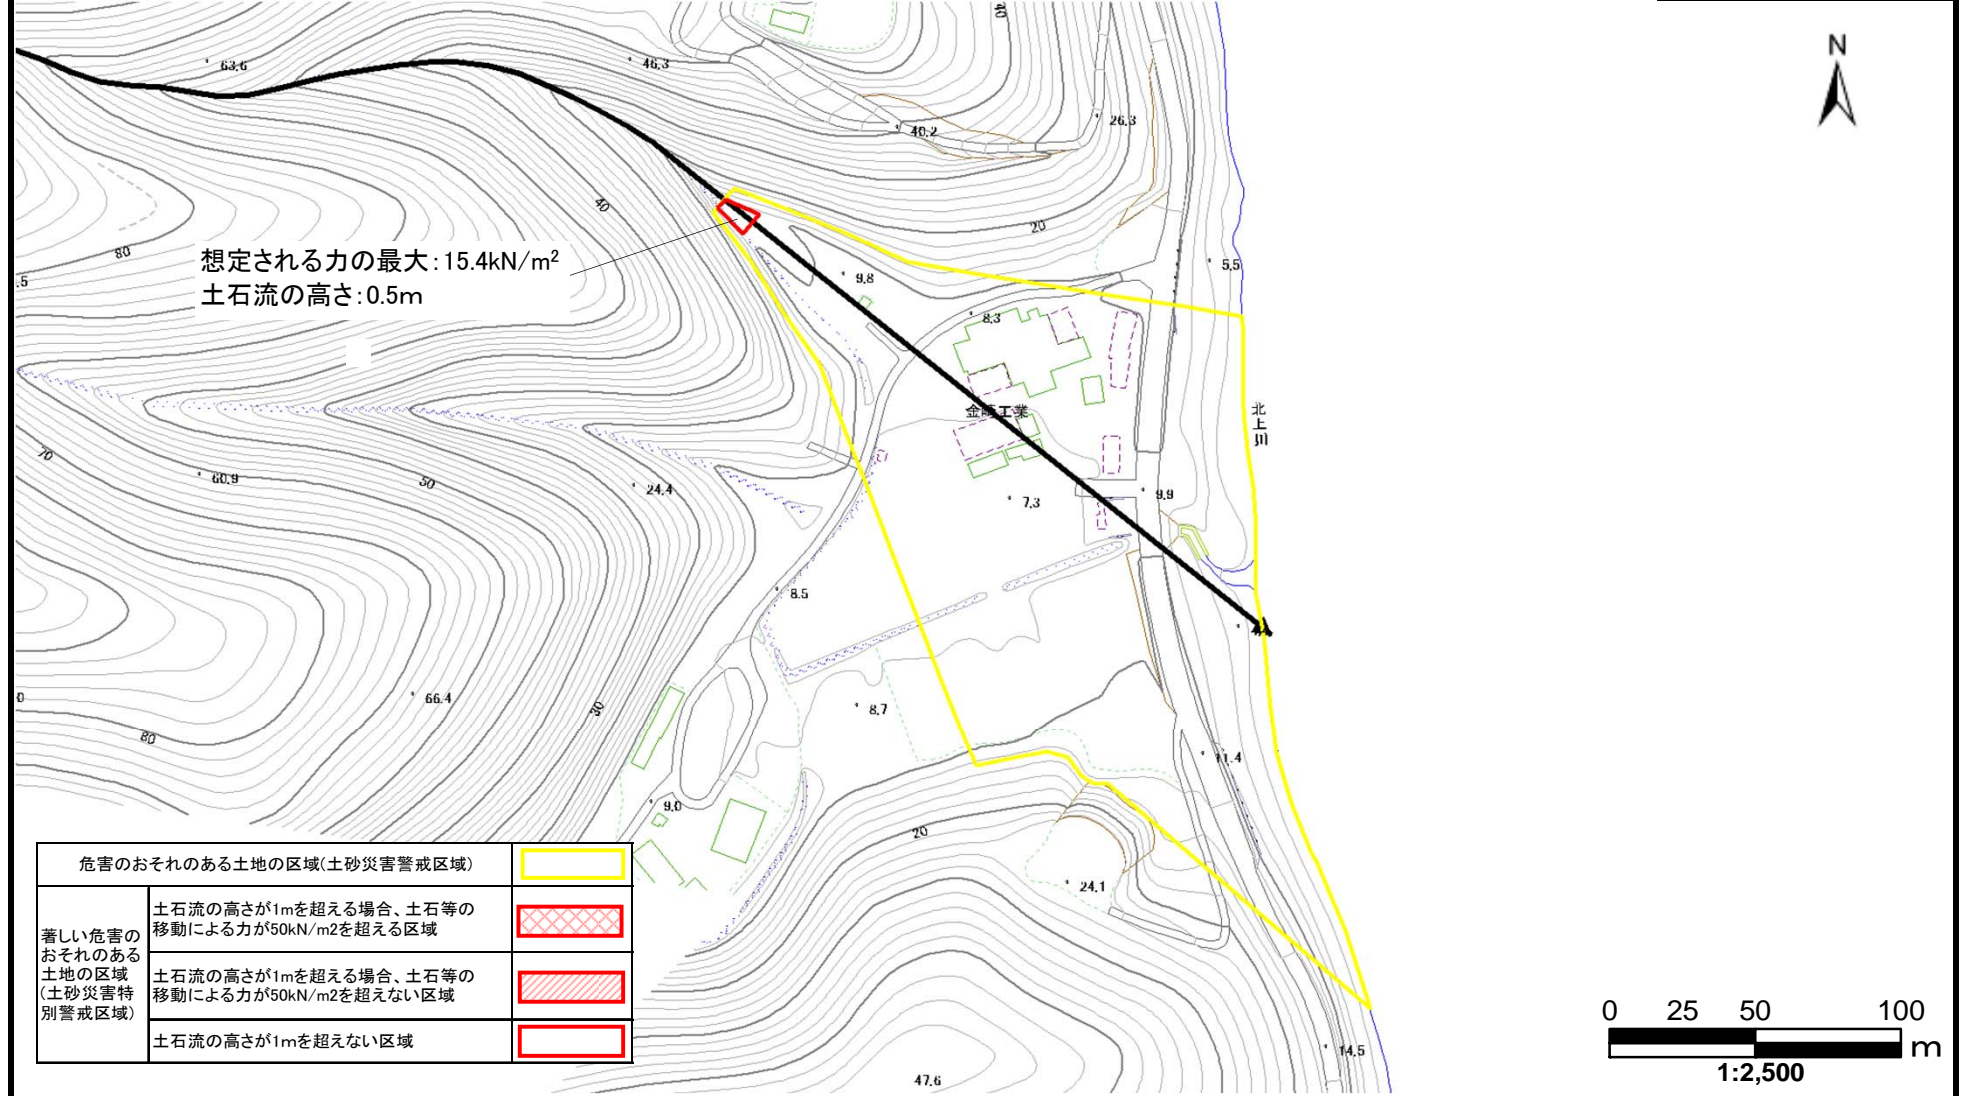 40
N
63.6
46.3
40.2
26.3
40
20
80
想定される力の最大：15.4kN/m²
土石流の高さ：0.5m
5.5
.5
9.8
8.3
金崎工業
北上川
70
60.9
50
24.4
7.3
9.9
8.5
66.4
30
0
8.7
80
11.4
9.0
20
24.1
14.5
47.6
危害のおそれのある土地の区域(土砂災害警戒区域)
著しい危害の
おそれのある
土地の区域
(土砂災害特
別警戒区域)
土石流の高さが1mを超える場合、土石等の
移動による力が50kN/m2を超える区域
土石流の高さが1mを超える場合、土石等の
移動による力が50kN/m2を超えない区域
土石流の高さが1mを超えない区域
0 25 50 100
m
1:2,500